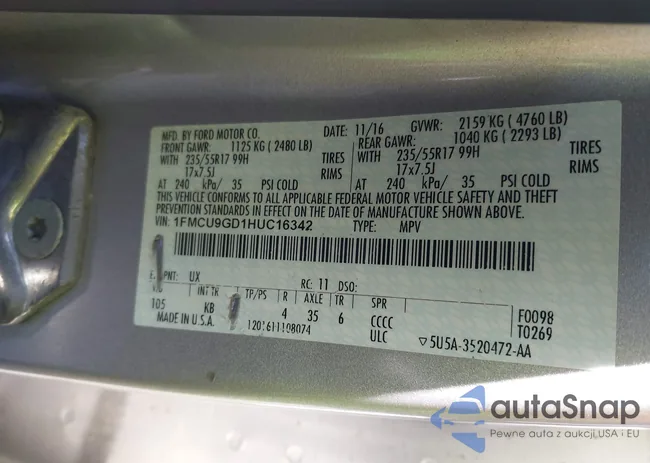 MFD. BY FORD MOTOR CO. DATE: 11/16 GVWR: 2159 KG ( 4760 LB)
FRONT GAWR: 1125 KG ( 2480 LB) REAR GAWR: 1040 KG ( 2293 LB)
WITH 235/55R17 99H TIRES WITH 235/55R17 99H TIRES
17x7.5J RIMS 17x7.5J RIMS
AT 240 kPa/ 35 PSI COLD AT 240 kPa/ 35 PSI COLD
THIS VEHICLE CONFORMS TO ALL APPLICABLE FEDERAL MOTOR VEHICLE SAFETY AND THEFT
PREVENTION STANDARDS IN EFFECT ON THE DATE OF MANUFACTURE SHOWN ABOVE.
VIN: 1FMCU9GD1HUC16342 TYPE: MPV
PNT: UX RC: 11 DSO:
INT TR TP/PS R AXLE TR SPR
105 KB 4 35 6 CCCC F0098
MADE IN U.S.A. ULC T0269
▽5U5A-3520472-AA
autaSnap
Pewne auta z aukcji, USA i EU